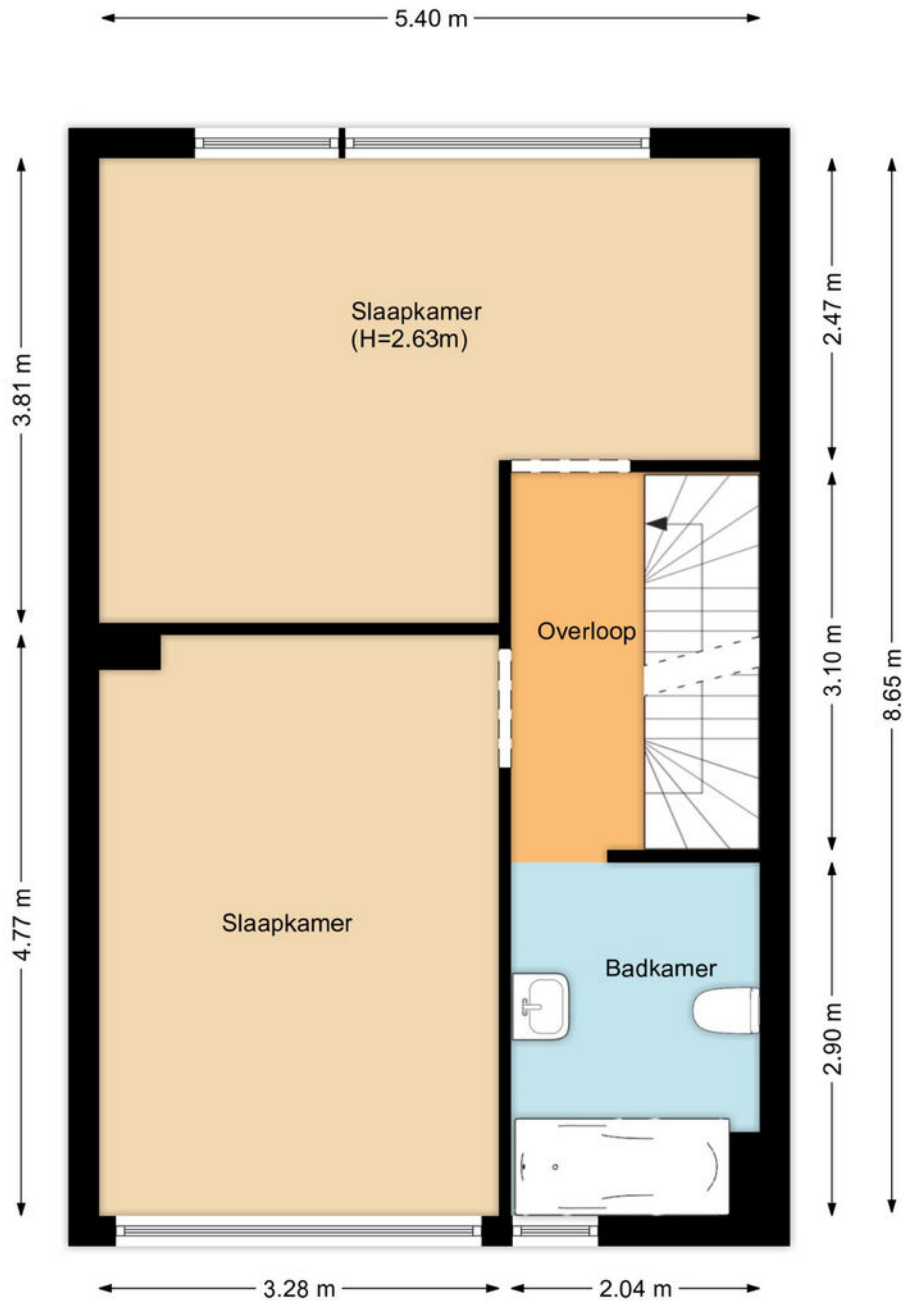 5.40 m
Slaapkamer
(H=2.63m)
3.81 m
2.47 m
Overloop
3.10 m
8.65 m
Slaapkamer
4.77 m
Badkamer
2.90 m
3.28 m
2.04 m